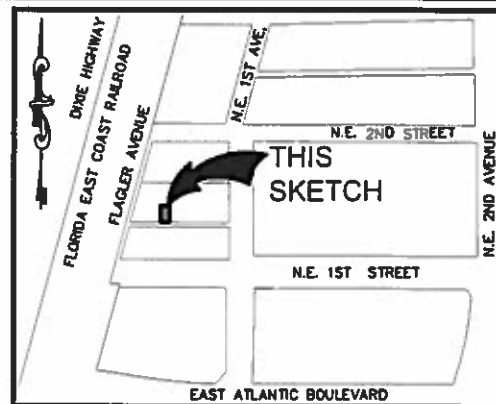 DIXIE HIGHWAY
FLORIDA EAST COAST RAILROAD
FLAGLER AVENUE
N.E. 1ST AVE.
N.E. 2ND STREET
THIS
SKETCH
N.E. 2ND AVENUE
N.E. 1ST STREET
EAST ATLANTIC BOULEVARD